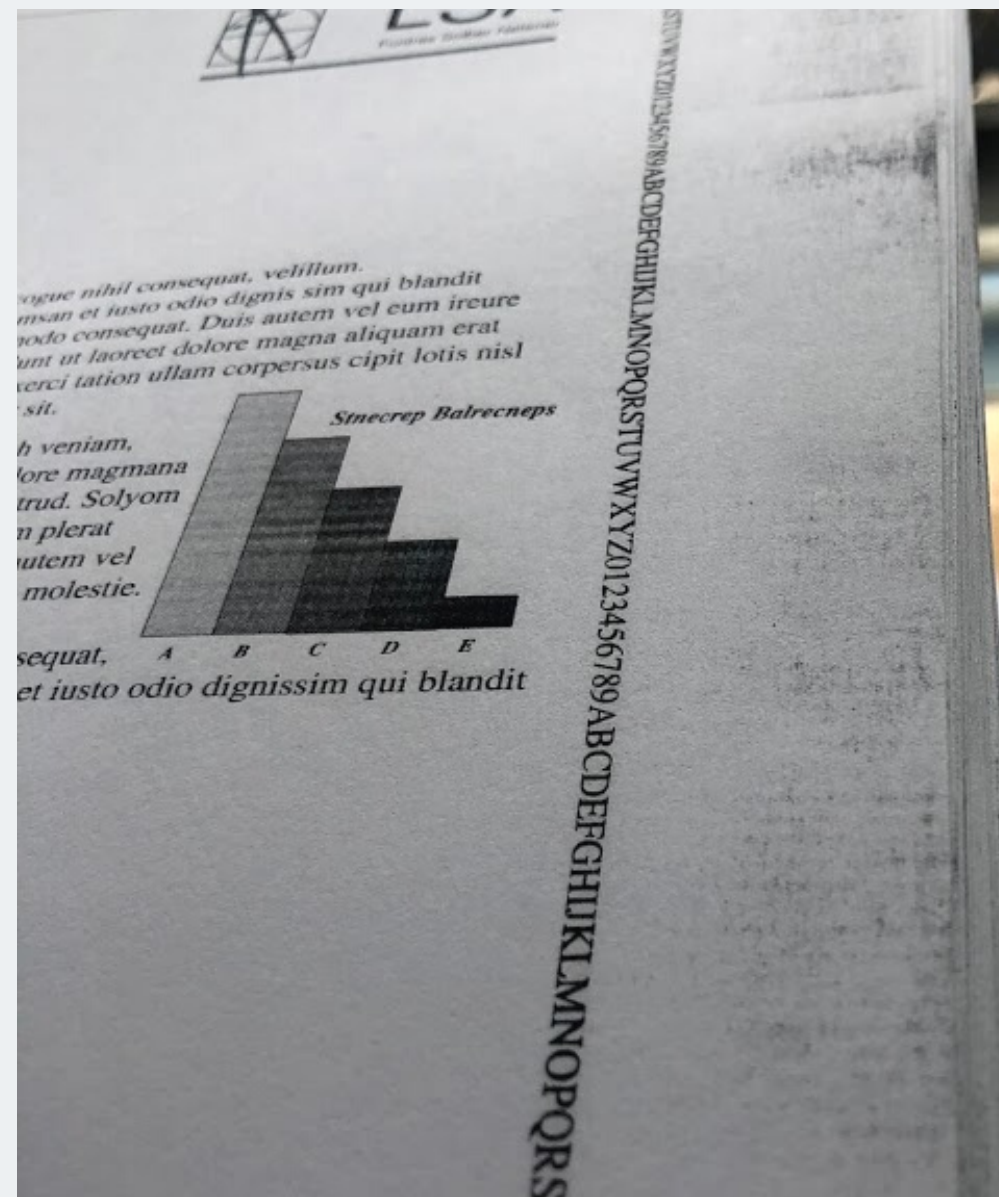 ogue nihil consequat, velillum.
msan et iusto odio dignis sim qui blandit
modo consequat. Duis autem vel eum ireure
unt ut laoreet dolore magna aliquam erat
xerci tation ullam corpersus cipit lotis nisl
sit.
Stnecrep Balrecneps
h veniam,
lore magmana
trud. Solyom
m plerat
utem vel
molestie.
sequat,
A B C D E
et iusto odio dignissim qui blandit
STUVWXYZ0123456789ABCDEFGHIJKLMNOPQRSTUVWXYZ0123456789ABCDEFGHIJKLMNOPQRS